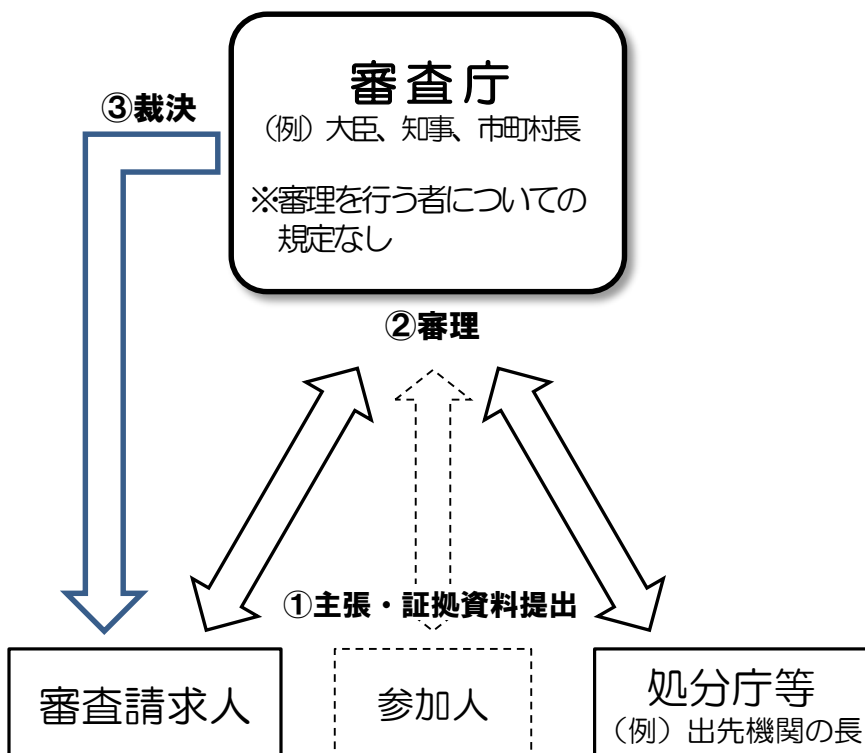 審査庁
（例）大臣、知事、市町村長
※審理を行う者についての
規定なし
③裁決
②審理
①主張・証拠資料提出
審査請求人
参加人
処分庁等
（例）出先機関の長